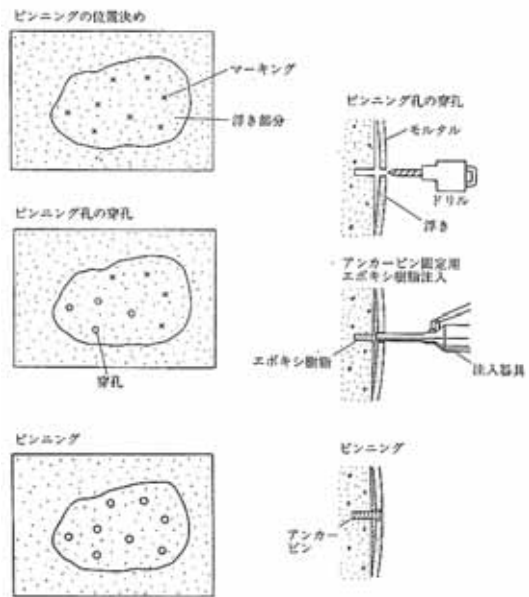 ピンニングの位置決め
マーキング
浮き部分
ピンニング孔の穿孔
穿孔
ピンニング
ピンニング孔の穿孔
モルタル
ドリル
浮き
アンカーピン固定用
エポキシ樹脂注入
エポキシ樹脂
注入器具
ピンニング
アンカー
ピン